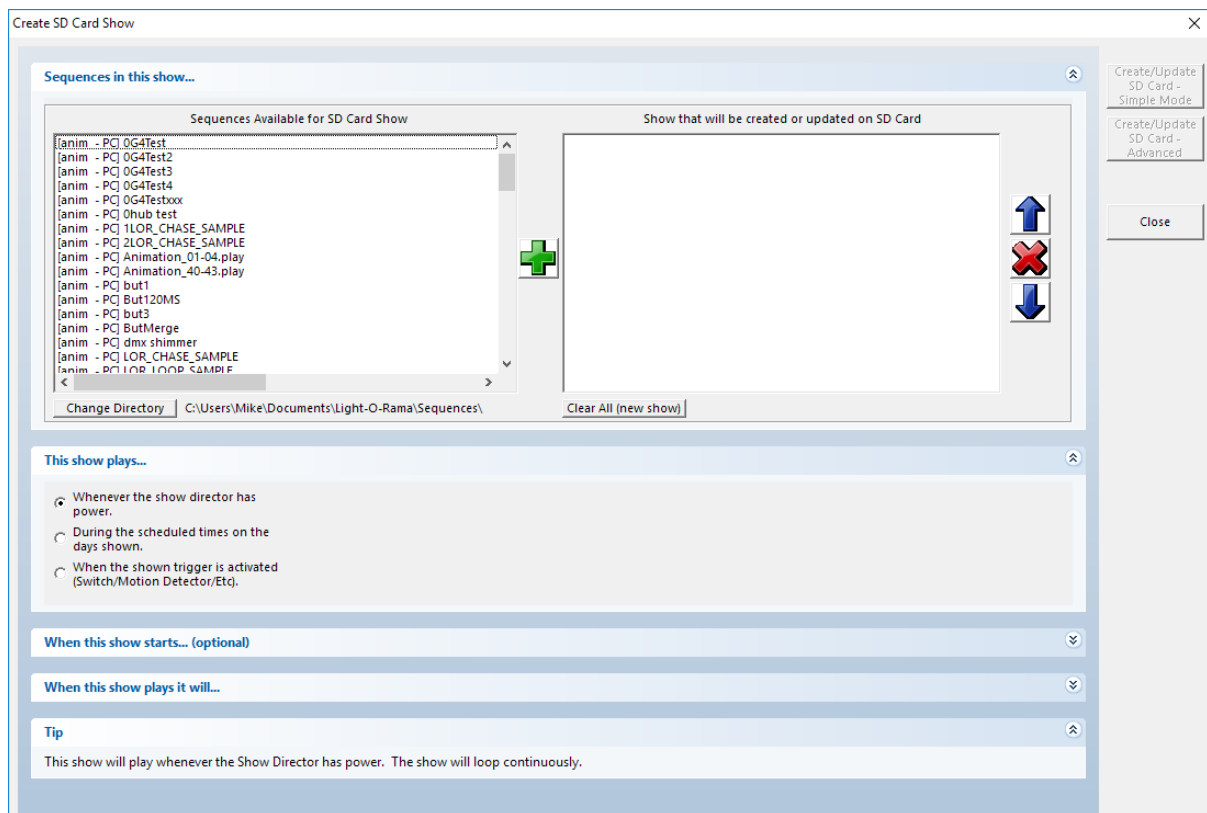 Create SD Card Show
Sequences in this show...
Create/Update
SD Card -
Simple Mode
Create/Update
SD Card -
Advanced
Close
Sequences Available for SD Card Show
[anim - PC] 0G4Test
[anim - PC] 0G4Test2
[anim - PC] 0G4Test3
[anim - PC] 0G4Test4
[anim - PC] 0G4Testxxx
[anim - PC] 0hub test
[anim - PC] 1LOR_CHASE_SAMPLE
[anim - PC] 2LOR_CHASE_SAMPLE
[anim - PC] Animation_01-04.play
[anim - PC] Animation_40-43.play
[anim - PC] but1
[anim - PC] But120MS
[anim - PC] but3
[anim - PC] ButMerge
[anim - PC] dmx shimmer
[anim - PC] LOR_CHASE_SAMPLE
[anim - PC] LOR_LOOP_SAMPLE
Change Directory
C:\Users\Mike\Documents\Light-O-Rama\Sequences\
Show that will be created or updated on SD Card
Clear All (new show)
This show plays...
Whenever the show director has
power.
During the scheduled times on the
days shown.
When the shown trigger is activated
(Switch/Motion Detector/Etc).
When this show starts... (optional)
When this show plays it will...
Tip
This show will play whenever the Show Director has power. The show will loop continuously.